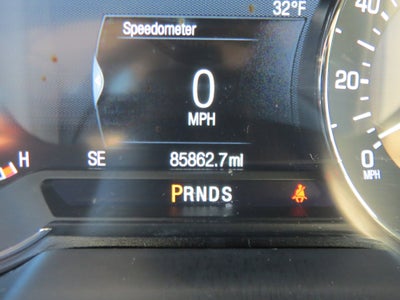 32°F
Speedometer
0
MPH
40
20
0
MPH
H
SE
85862.7mi
PRNDS